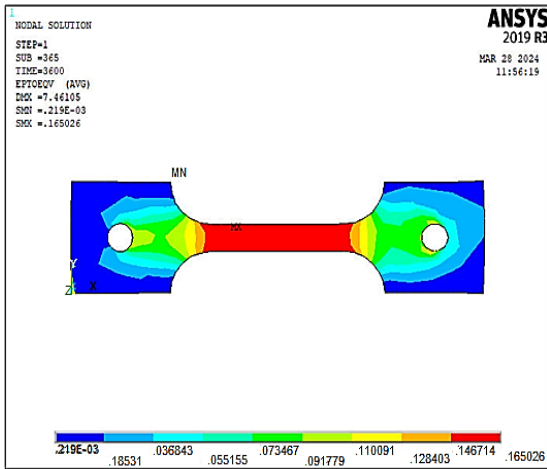 1
NODAL SOLUTION
STEP=1
SUB =365
TIME=3600
EPTOEQV (AVG)
DMX =7.46105
SMN =.219E-03
SMX =.165026
ANSYS
2019 R3
MAR 28 2024
11:56:19
MN
MX
Y
Z X
.219E-03 .036843 .073467 .110091 .146714
.18531 .055155 .091779 .128403 .165026